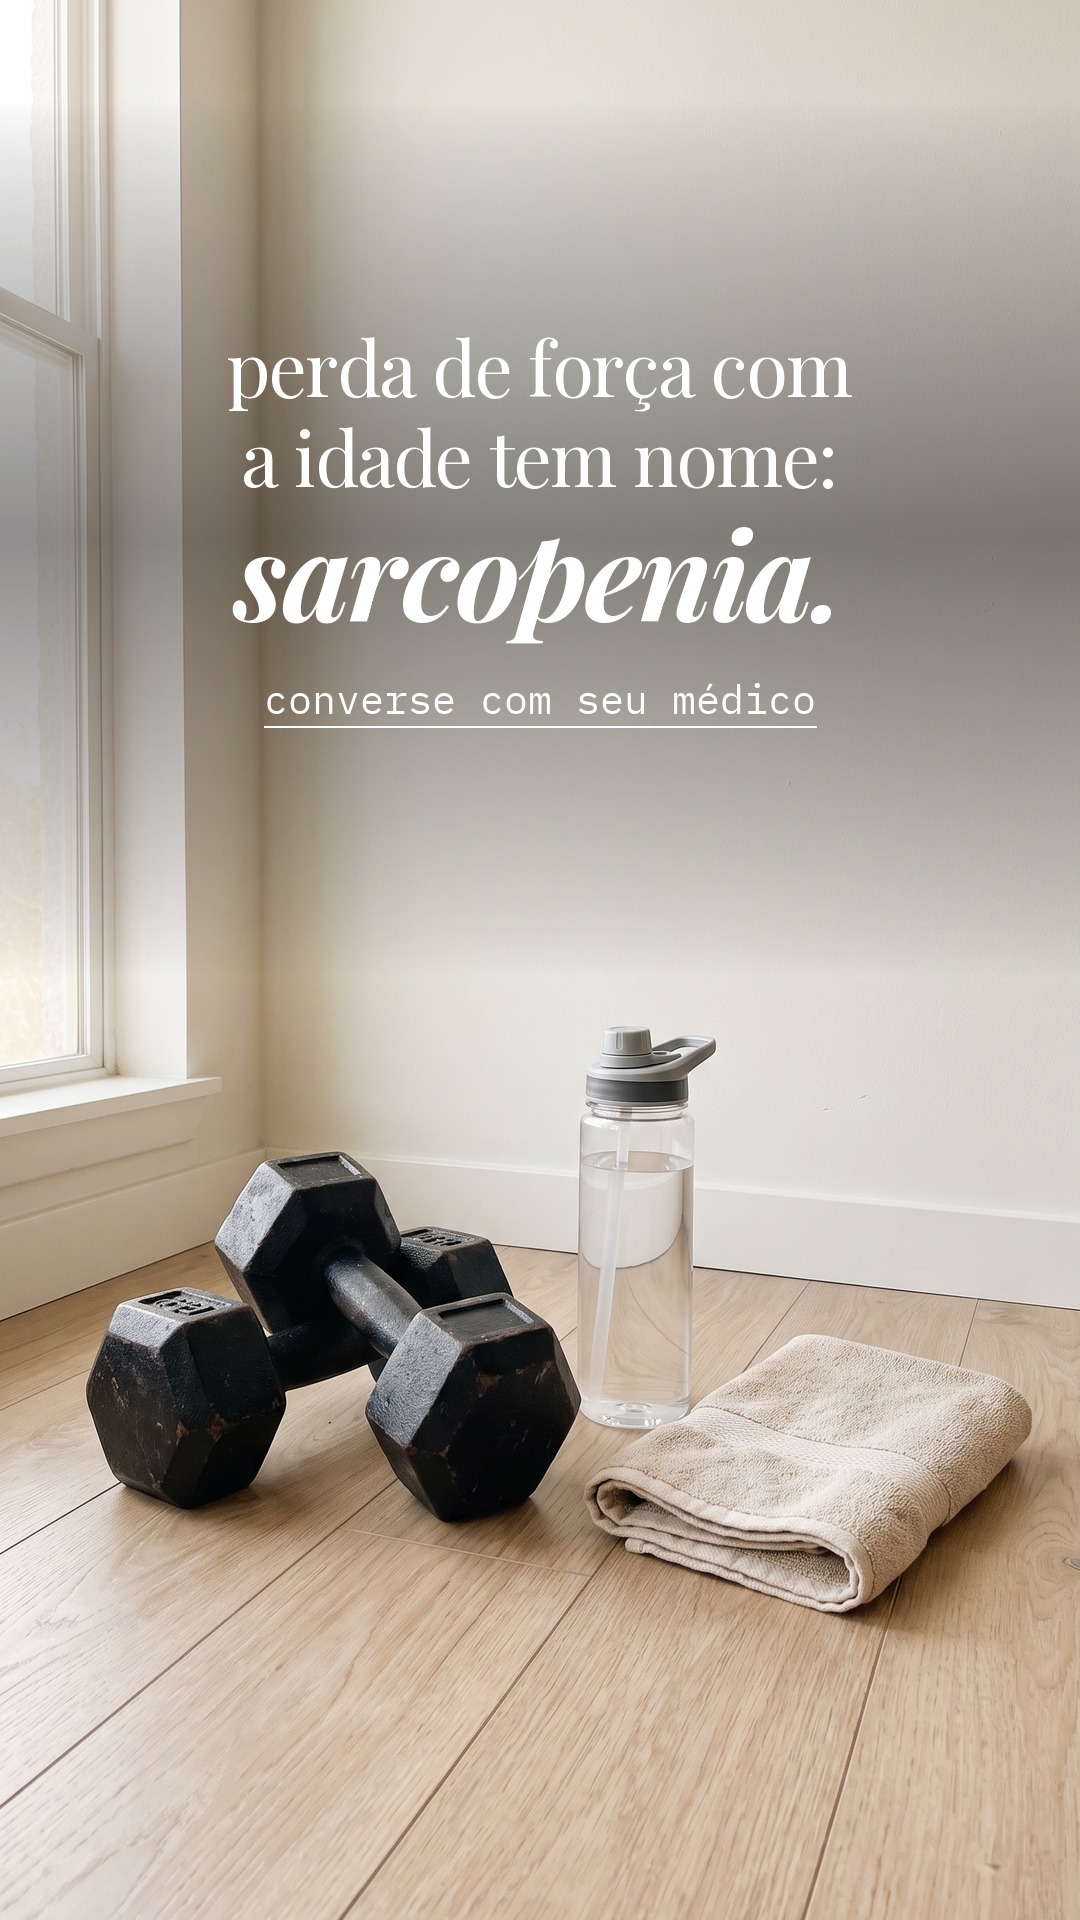 perda de força com
a idade tem nome:
sarcopenia.
converse com seu médico